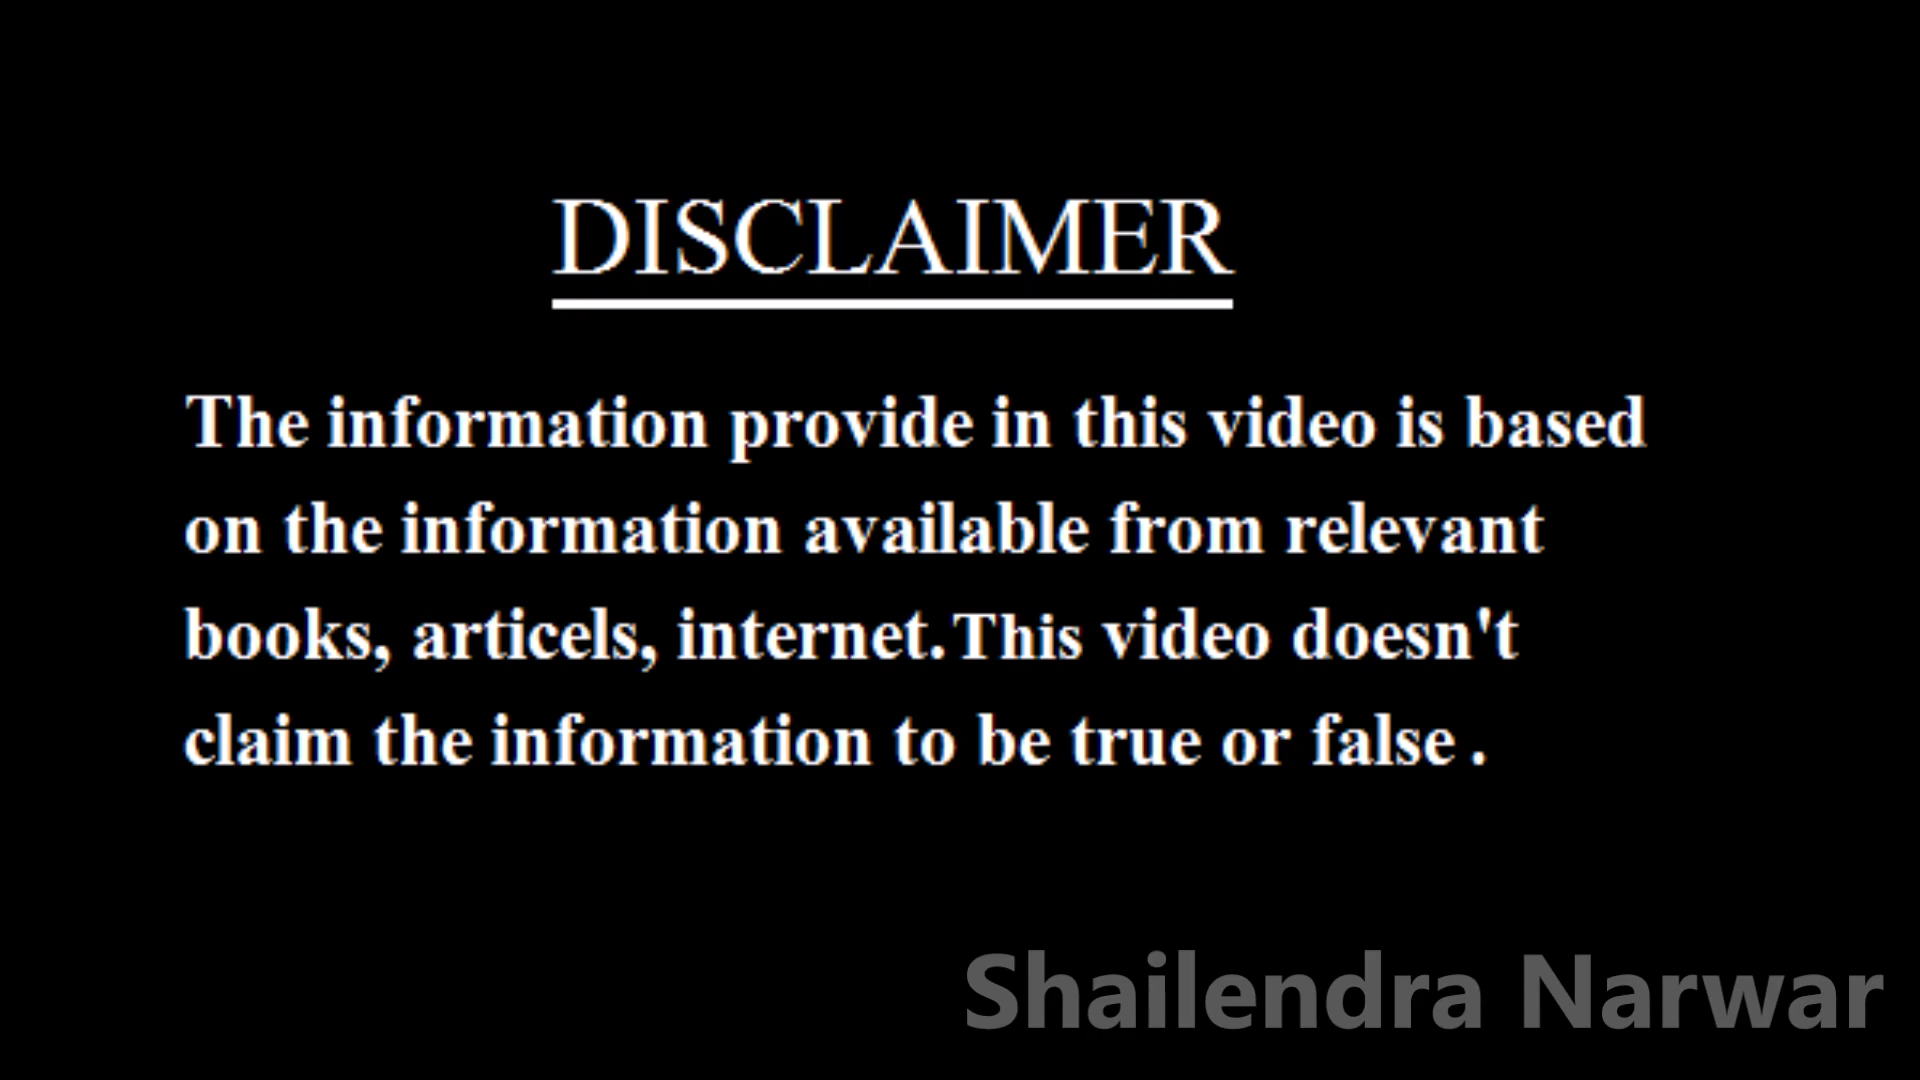 DISCLAIMER
The information provide in this video is based
on the information available from relevant
books, articels, internet.This video doesn't
claim the information to be true or false .
Shailendra Narwar